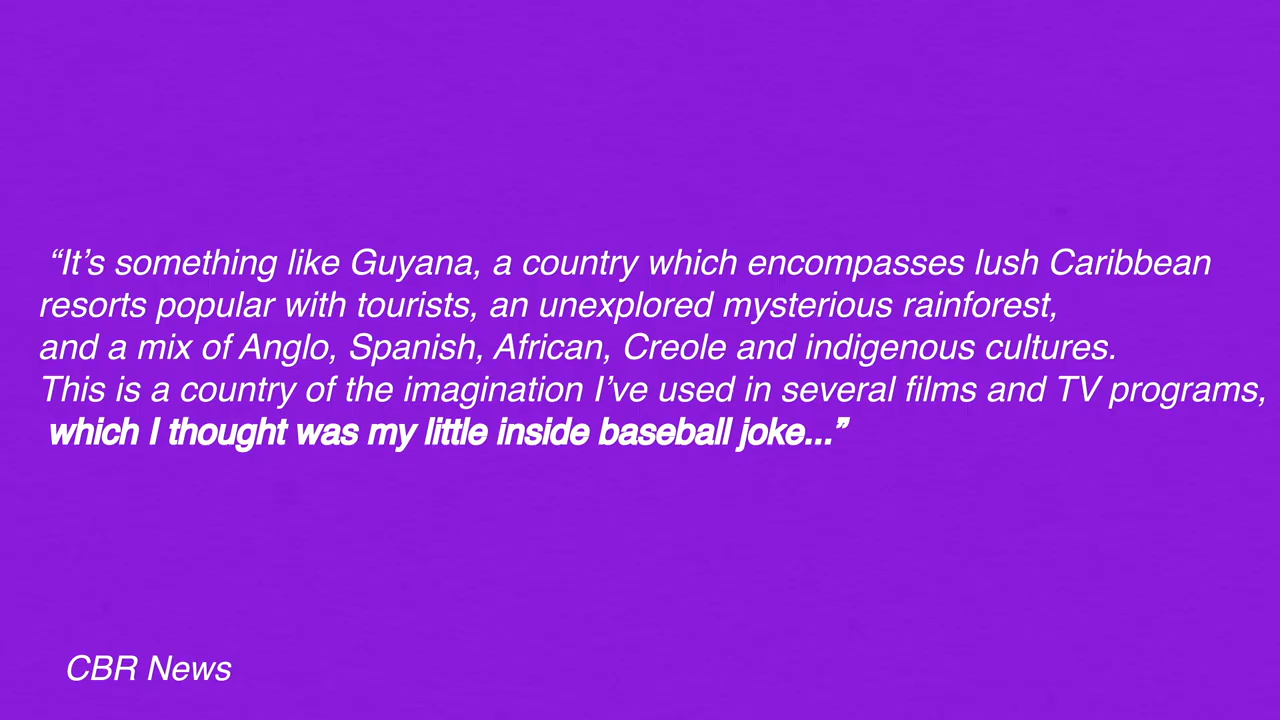 “It’s something like Guyana, a country which encompasses lush Caribbean
resorts popular with tourists, an unexplored mysterious rainforest,
and a mix of Anglo, Spanish, African, Creole and indigenous cultures.
This is a country of the imagination I’ve used in several films and TV programs,
which I thought was my little inside baseball joke...”
CBR News